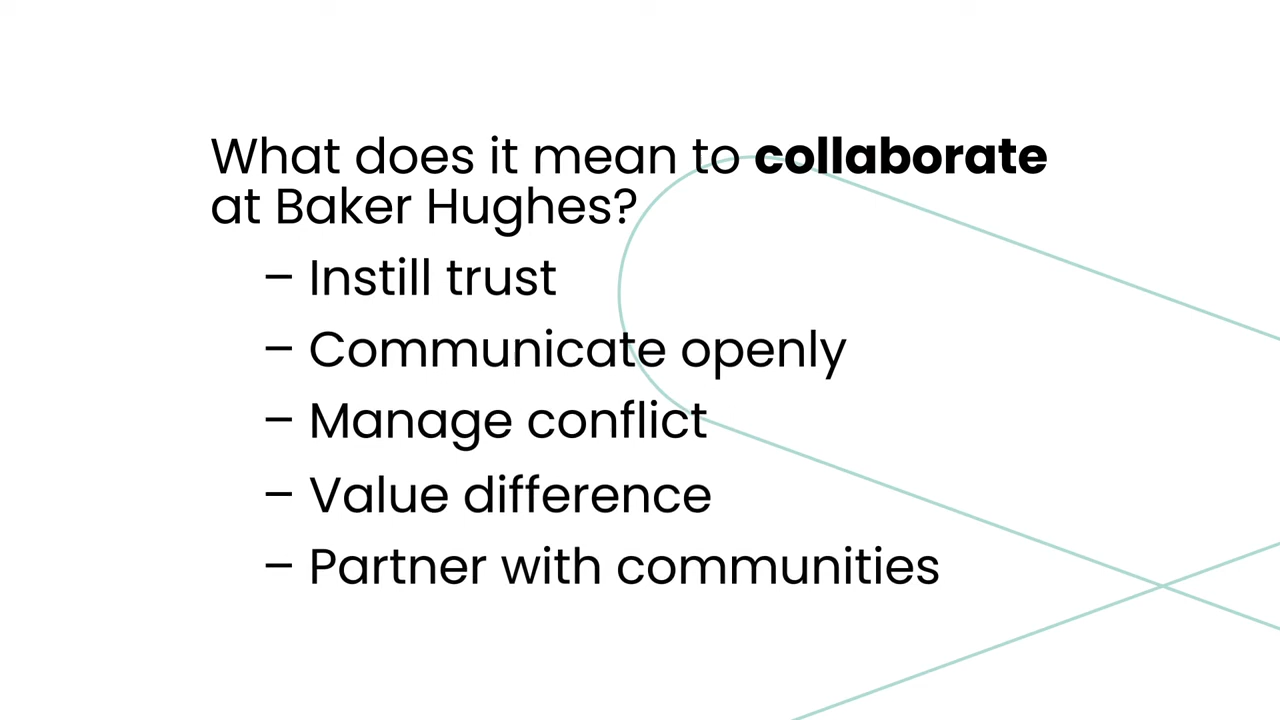 What does it mean to collaborate
at Baker Hughes?
– Instill trust
– Communicate openly
– Manage conflict
– Value difference
– Partner with communities